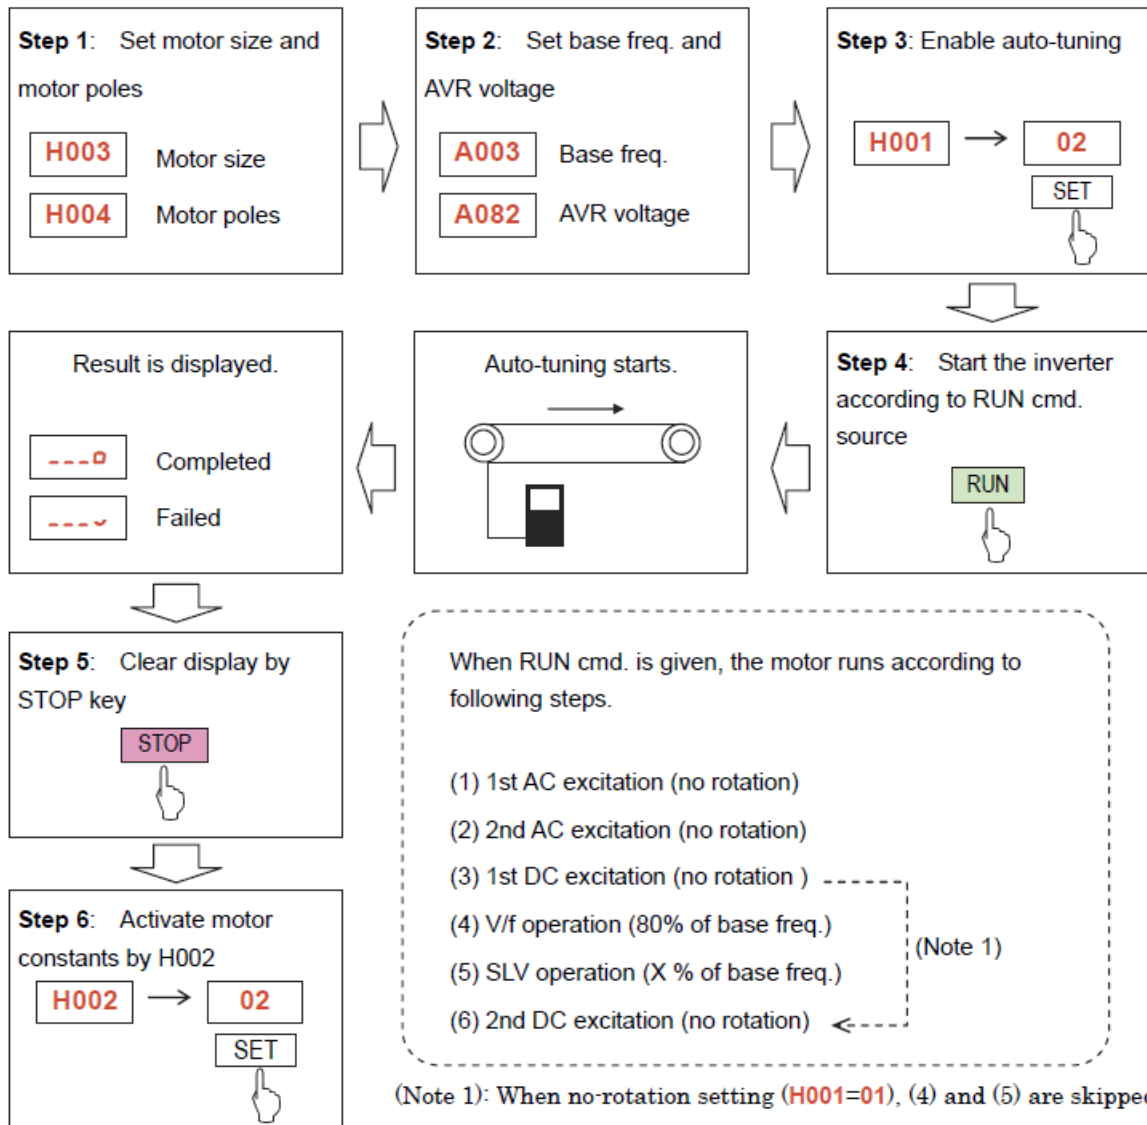 Step 1: Set motor size and
motor poles
H003 Motor size
H004 Motor poles
Step 2: Set base freq. and
AVR voltage
A003 Base freq.
A082 AVR voltage
Step 3: Enable auto-tuning
H001 → 02
SET
Step 4: Start the inverter
according to RUN cmd.
source
RUN
Auto-tuning starts.
Result is displayed.
Completed
Failed
Step 5: Clear display by
STOP key
STOP
Step 6: Activate motor
constants by H002
H002 → 02
SET
When RUN cmd. is given, the motor runs according to
following steps.
(1) 1st AC excitation (no rotation)
(2) 2nd AC excitation (no rotation)
(3) 1st DC excitation (no rotation )
(4) V/f operation (80% of base freq.)
(5) SLV operation (X % of base freq.)
(6) 2nd DC excitation (no rotation)
(Note 1)
(Note 1): When no-rotation setting (H001=01), (4) and (5) are skipped